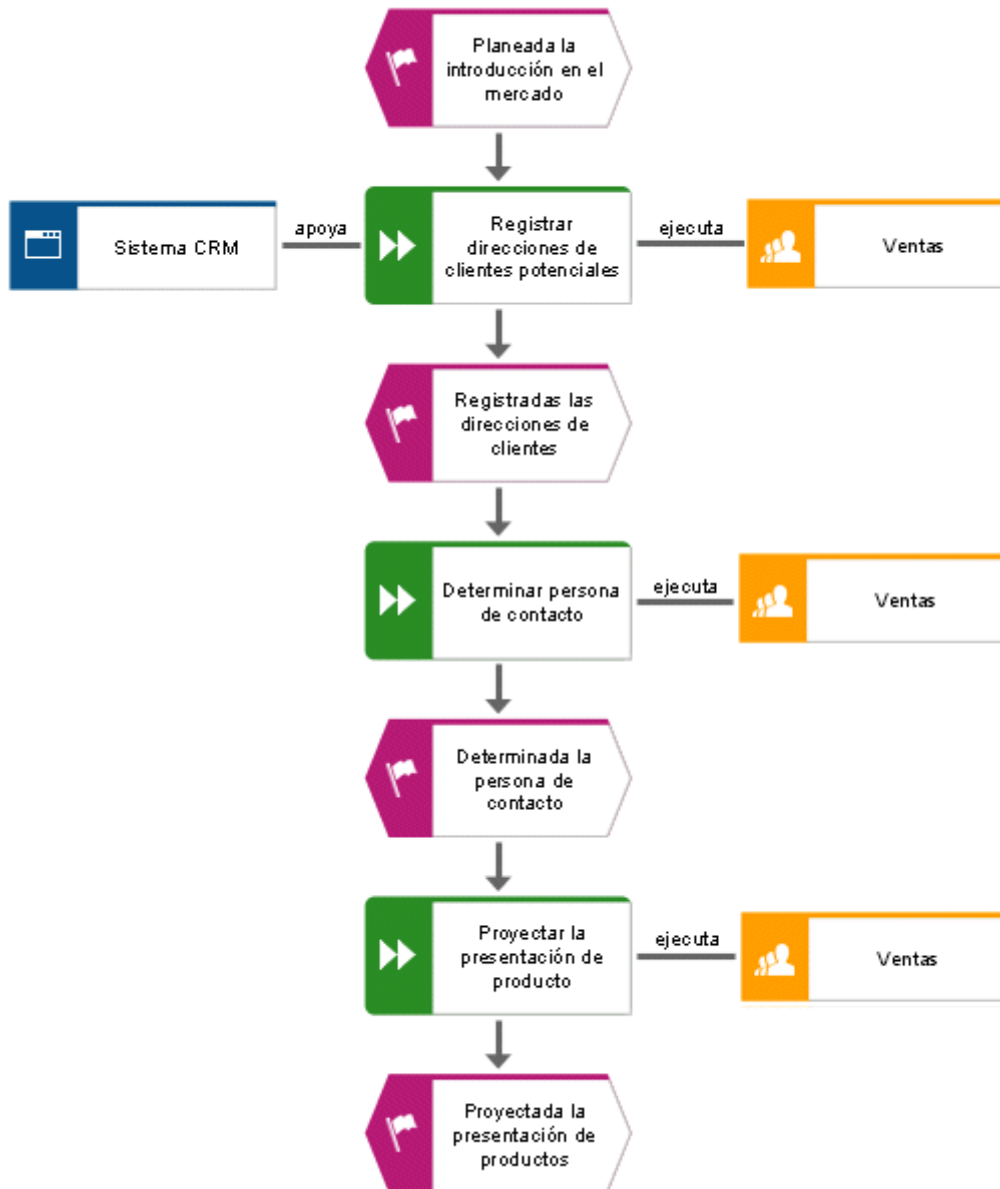 Planeada la
introducción en el
mercado
Sistema CRM
apoya
Registrar
direcciones de
clientes potenciales
ejecuta
Ventas
Registradas las
direcciones de
clientes
Determinar persona
de contacto
ejecuta
Ventas
Determinada la
persona de
contacto
Proyectar la
presentación de
producto
ejecuta
Ventas
Proyectada la
presentación de
productos